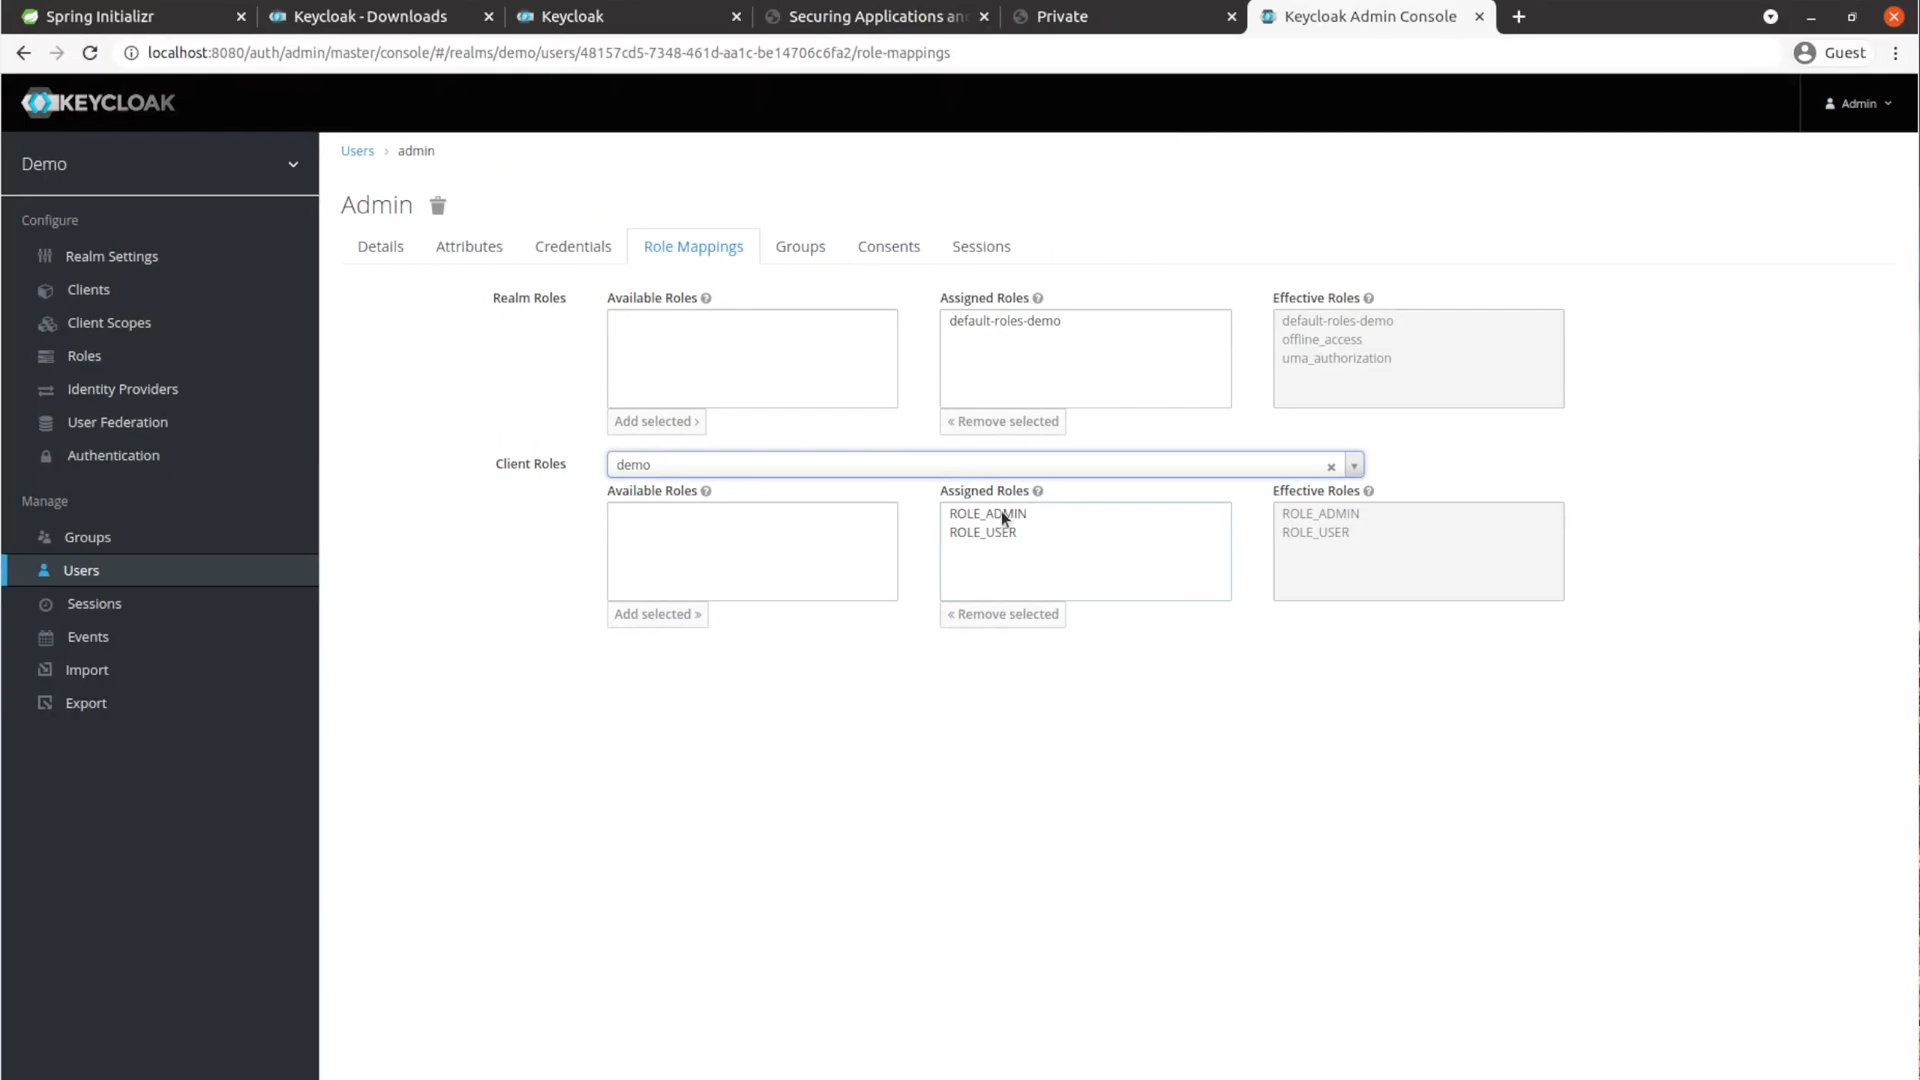 Spring Initializr
Keycloak - Downloads
Keycloak
Securing Applications an
Private
Keycloak Admin Console
localhost:8080/auth/admin/master/console/#/realms/demo/users/48157cd5-7348-461d-aa1c-be14706c6fa2/role-mappings
Guest
KEYCLOAK
Admin
Demo
Configure
Realm Settings
Clients
Client Scopes
Roles
Identity Providers
User Federation
Authentication
Manage
Groups
Users
Sessions
Events
Import
Export
Users > admin
Admin
Details
Attributes
Credentials
Role Mappings
Groups
Consents
Sessions
Realm Roles
Available Roles
Add selected ›
Assigned Roles
default-roles-demo
« Remove selected
Effective Roles
default-roles-demo
offline_access
uma_authorization
Client Roles
demo
Available Roles
Add selected »
Assigned Roles
ROLE_ADMIN
ROLE_USER
« Remove selected
Effective Roles
ROLE_ADMIN
ROLE_USER